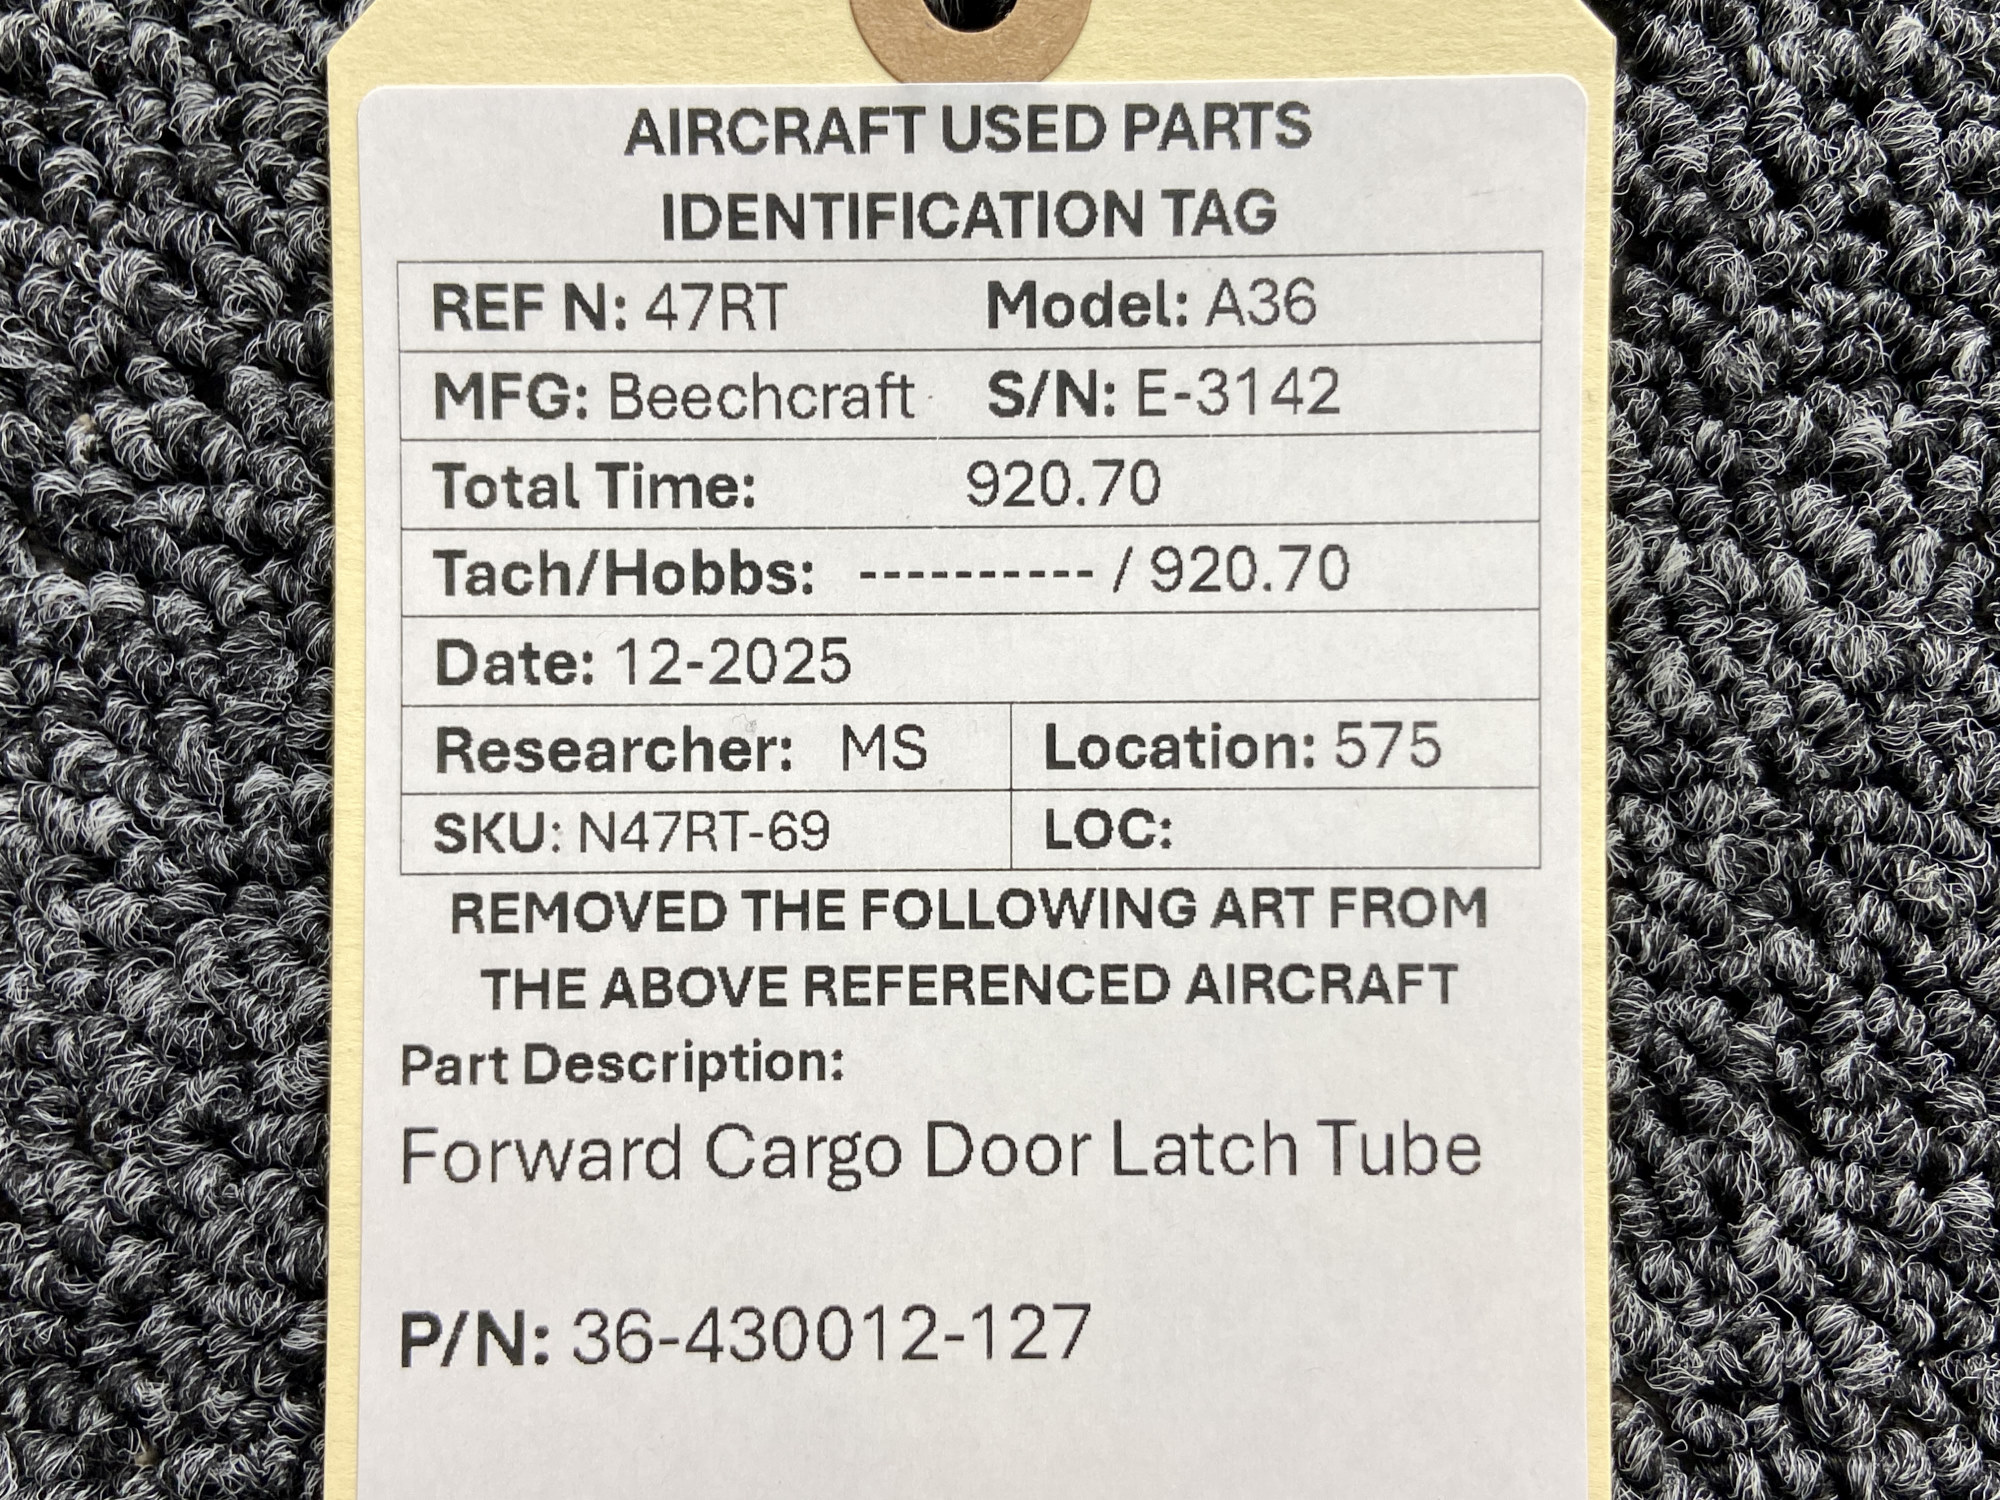 AIRCRAFT USED PARTS
IDENTIFICATION TAG
REF N: 47RT Model: A36
MFG: Beechcraft S/N: E-3142
Total Time: 920.70
Tach/Hobbs: ---------- / 920.70
Date: 12-2025
Researcher: MS Location: 575
SKU: N47RT-69 LOC:
REMOVED THE FOLLOWING ART FROM
THE ABOVE REFERENCED AIRCRAFT
Part Description:
Forward Cargo Door Latch Tube
P/N: 36-430012-127